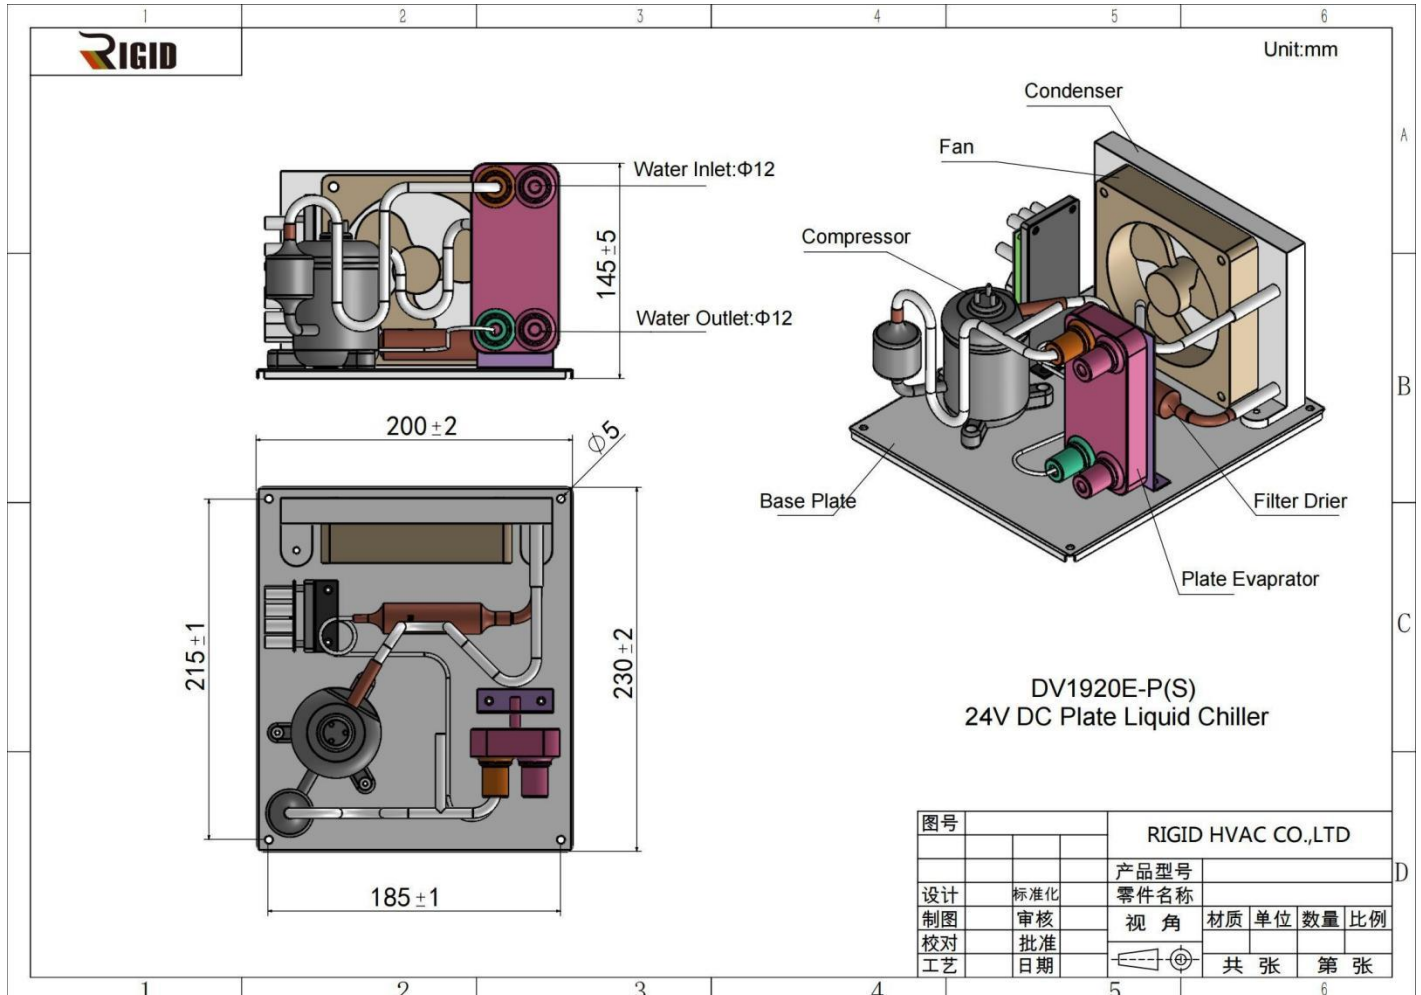 1 2 3 4 5 6
RIGID
Unit:mm
A
Condenser
Fan
Compressor
Water Inlet:Φ12
145±5
Water Outlet:Φ12
B
200±2
∅5
Base Plate
Filter Drier
Plate Evaprator
215±1
230±2
C
DV1920E-P(S)
24V DC Plate Liquid Chiller
185±1
图号
RIGID HVAC CO.,LTD
产品型号
D
设计 标准化 零件名称
制图 审核 视 角 材质 单位 数量 比例
校对 批准
工艺 日期 共 张 第 张
1 2 3 4 5 6